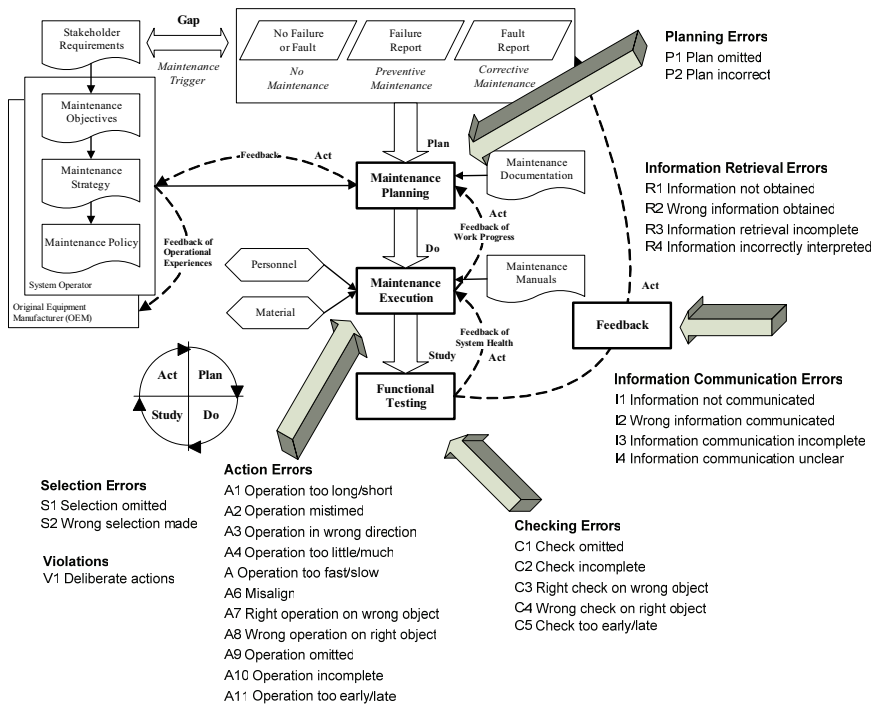 Stakeholder
Requirements
Gap
Maintenance
Trigger
No Failure
or Fault
Failure
Report
Fault
Report
No
Maintenance
Preventive
Maintenance
Corrective
Maintenance
Planning Errors
P1 Plan omitted
P2 Plan incorrect
Maintenance
Objectives
Maintenance
Strategy
Maintenance Policy
System Operator
Original Equipment
Manufacturer (OEM)
Feedback
Act
Plan
Maintenance
Planning
Maintenance
Documentation
Feedback of
Operational
Experiences
Act
Feedback of
Work Progress
Do
Personnel
Material
Maintenance
Execution
Maintenance
Manuals
Feedback of
System Health
Act
Study
Functional
Testing
Act
Feedback
Information Retrieval Errors
R1 Information not obtained
R2 Wrong information obtained
R3 Information retrieval incomplete
R4 Information incorrectly interpreted
Act
Plan
Study
Do
Information Communication Errors
I1 Information not communicated
I2 Wrong information communicated
I3 Information communication incomplete
I4 Information communication unclear
Selection Errors
S1 Selection omitted
S2 Wrong selection made
Violations
V1 Deliberate actions
Action Errors
A1 Operation too long/short
A2 Operation mistimed
A3 Operation in wrong direction
A4 Operation too little/much
A Operation too fast/slow
A6 Misalign
A7 Right operation on wrong object
A8 Wrong operation on right object
A9 Operation omitted
A10 Operation incomplete
A11 Operation too early/late
Checking Errors
C1 Check omitted
C2 Check incomplete
C3 Right check on wrong object
C4 Wrong check on right object
C5 Check too early/late